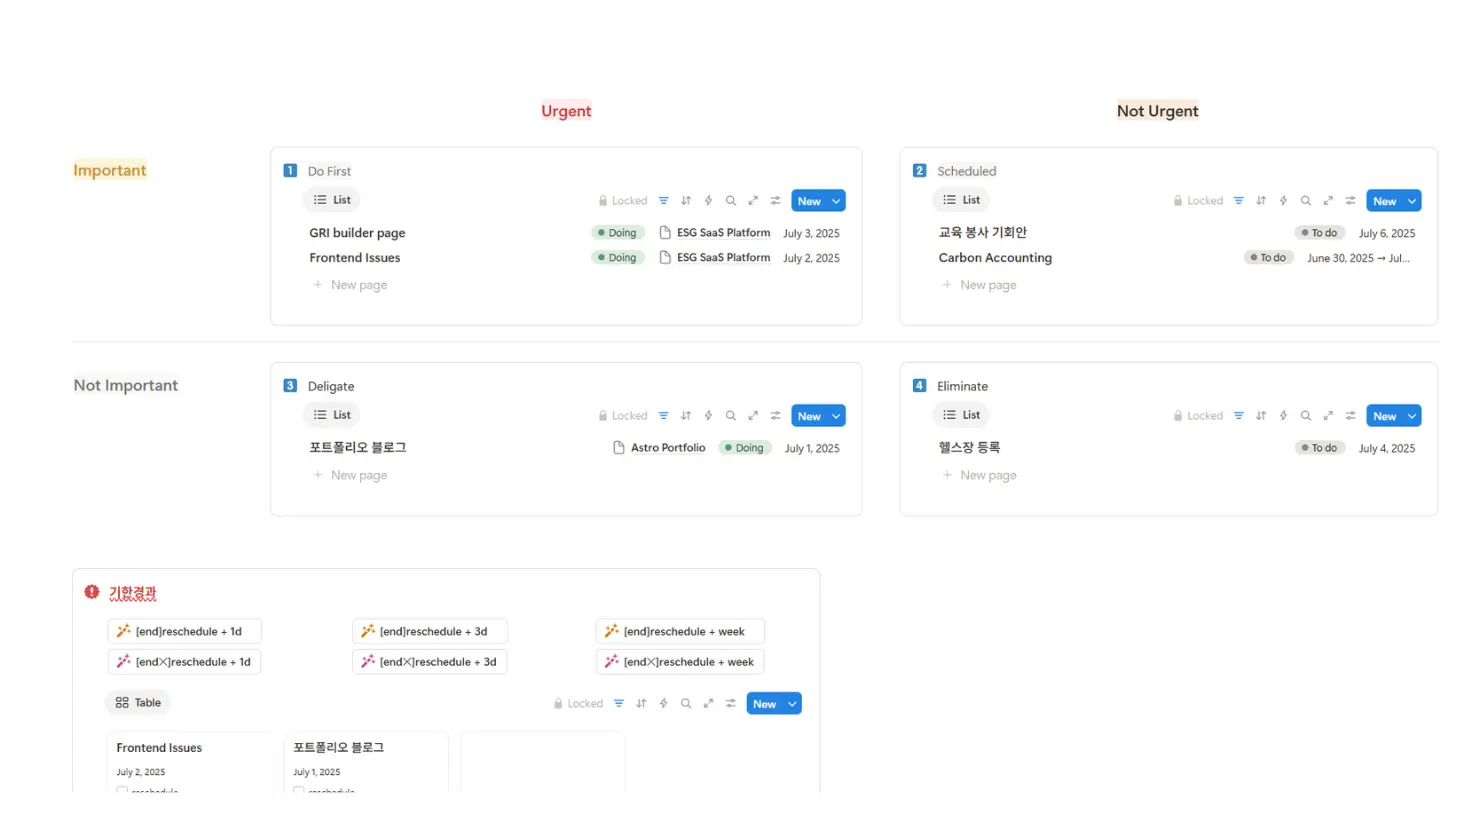 Urgent
Not Urgent
Important
1 Do First
List
Locked
New
GRI builder page Doing ESG SaaS Platform July 3, 2025
Frontend Issues Doing ESG SaaS Platform July 2, 2025
+ New page
2 Scheduled
List
Locked
New
교육 봉사 기회안 To do July 6, 2025
Carbon Accounting To do June 30, 2025 → Jul...
+ New page
Not Important
3 Deligate
List
Locked
New
포트폴리오 블로그 Astro Portfolio Doing July 1, 2025
+ New page
4 Eliminate
List
Locked
New
헬스장 등록 To do July 4, 2025
+ New page
기한경과
[end]reschedule + 1d
[end]reschedule + 3d
[end]reschedule + week
[end╳]reschedule + 1d
[end╳]reschedule + 3d
[end╳]reschedule + week
Table
Locked
New
Frontend Issues
July 2, 2025
reschedule
포트폴리오 블로그
July 1, 2025
reschedule